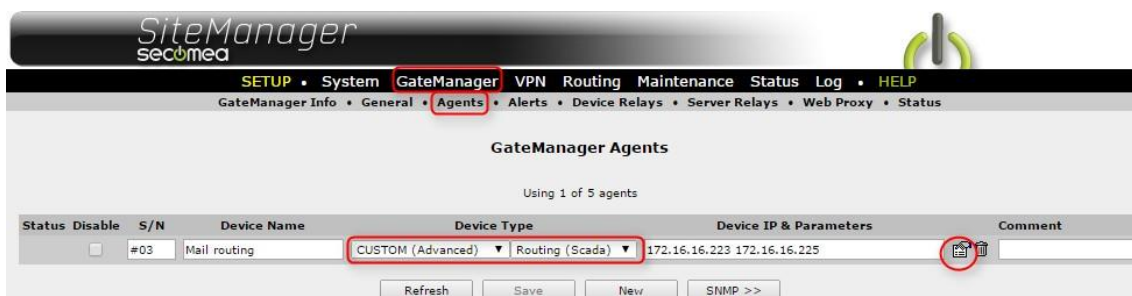 SiteManager
secomea
SETUP • System GateManager VPN Routing Maintenance Status Log • HELP
GateManager Info • General • Agents • Alerts • Device Relays • Server Relays • Web Proxy • Status
GateManager Agents
Using 1 of 5 agents
Status Disable S/N Device Name Device Type Device IP & Parameters Comment
#03 Mail routing CUSTOM (Advanced) ▼ Routing (Scada) ▼ 172.16.16.223 172.16.16.225
Refresh Save New SNMP >>